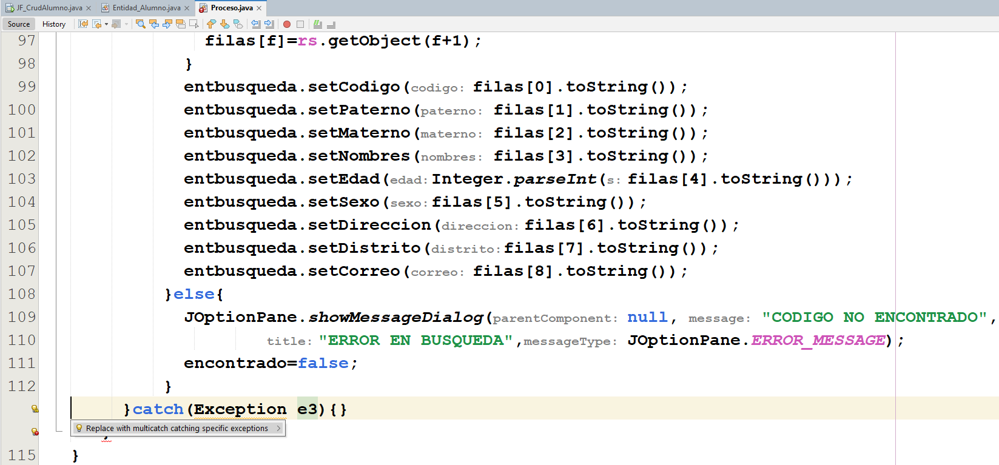 JF_CrudAlumno.java × Entidad_Alumno.java × Proceso.java ×
Source History
97 filas[f]=rs.getObject(f+1);
98 }
99 entbusqueda.setCodigo(codigo: filas[0].toString());
100 entbusqueda.setPaterno(paterno: filas[1].toString());
101 entbusqueda.setMaterno(materno: filas[2].toString());
102 entbusqueda.setNombres(nombres: filas[3].toString());
103 entbusqueda.setEdad(edad:Integer.parseInt(s: filas[4].toString()));
104 entbusqueda.setSexo(sexo:filas[5].toString());
105 entbusqueda.setDireccion(direccion:filas[6].toString());
106 entbusqueda.setDistrito(distrito:filas[7].toString());
107 entbusqueda.setCorreo(correo: filas[8].toString());
108 }else{
109 JOptionPane.showMessageDialog(parentComponent: null, message: "CODIGO NO ENCONTRADO",
110 title:"ERROR EN BUSQUEDA",messageType: JOptionPane.ERROR_MESSAGE);
111 encontrado=false;
112 }
}catch(Exception e3){}
Replace with multicatch catching specific exceptions
115 }